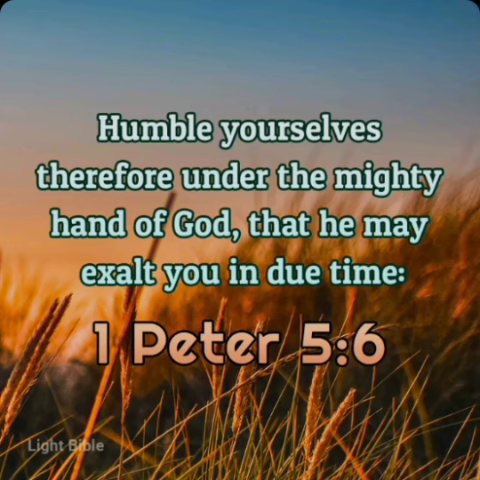 Humble yourselves
therefore under the mighty
hand of God, that he may
exalt you in due time:
1 Peter 5:6
Light Bible